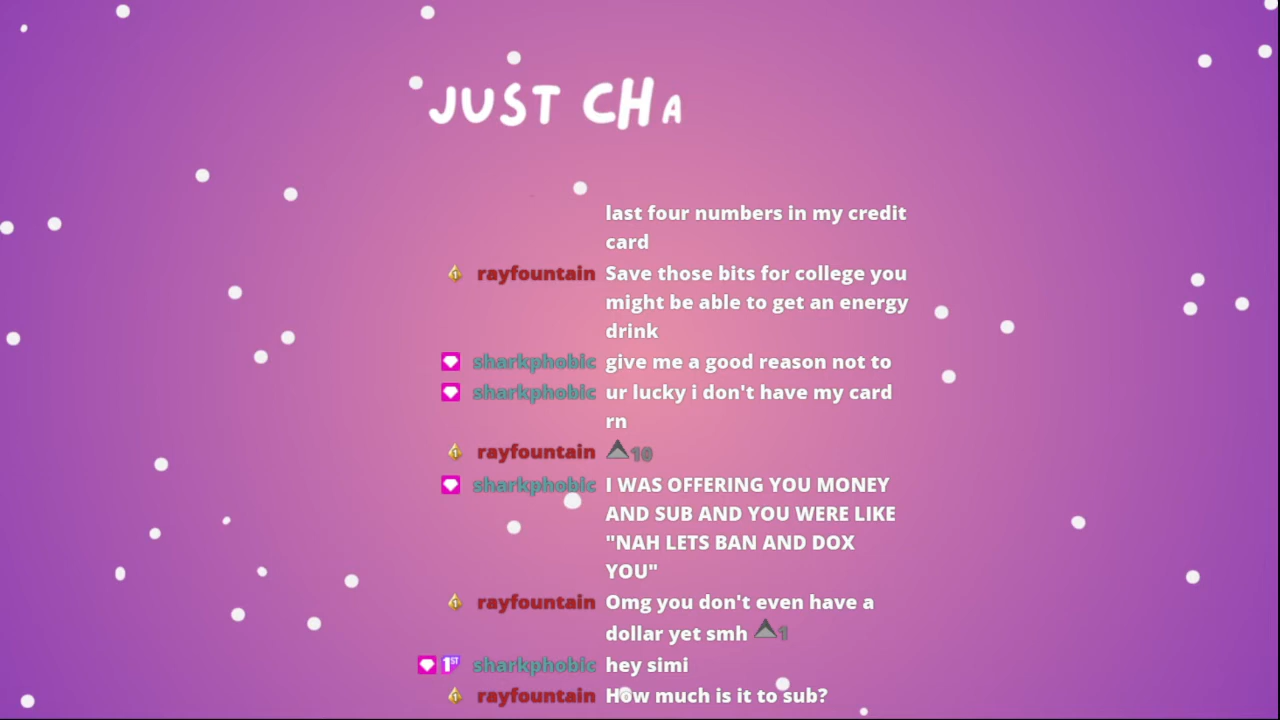 JUST CHA
last four numbers in my credit
card
rayfountain Save those bits for college you
might be able to get an energy
drink
sharkphobic give me a good reason not to
sharkphobic ur lucky i don't have my card
rn
rayfountain 10
sharkphobic I WAS OFFERING YOU MONEY
AND SUB AND YOU WERE LIKE
"NAH LETS BAN AND DOX
YOU"
rayfountain Omg you don't even have a
dollar yet smh 1
1ST sharkphobic hey simi
rayfountain How much is it to sub?